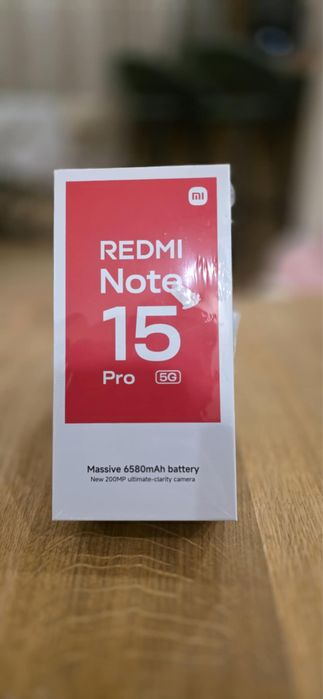 mi
REDMI
Note
15
Pro 5G
Massive 6580mAh battery
New 200MP ultimate-clarity camera